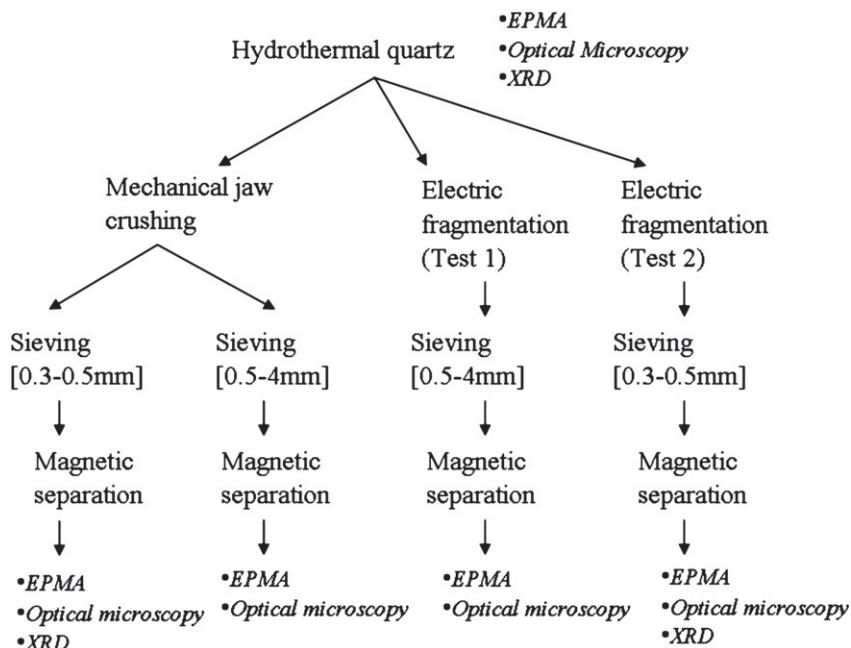 Hydrothermal quartz
•EPMA
•Optical Microscopy
•XRD
Mechanical jaw
crushing
Electric
fragmentation
(Test 1)
Electric
fragmentation
(Test 2)
Sieving
[0.3-0.5mm]
Sieving
[0.5-4mm]
Sieving
[0.5-4mm]
Sieving
[0.3-0.5mm]
Magnetic
separation
Magnetic
separation
Magnetic
separation
Magnetic
separation
•EPMA
•Optical microscopy
•XRD
•EPMA
•Optical microscopy
•EPMA
•Optical microscopy
•EPMA
•Optical microscopy
•XRD